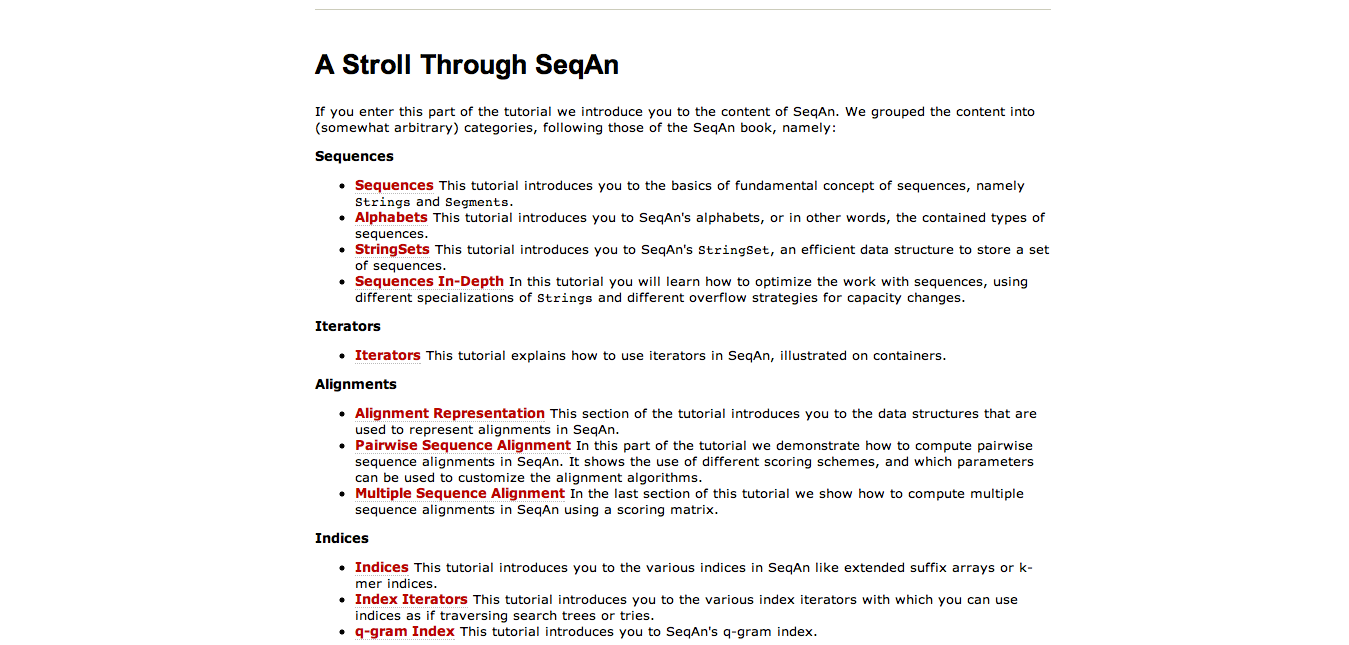 A Stroll Through SeqAn
If you enter this part of the tutorial we introduce you to the content of SeqAn. We grouped the content into
(somewhat arbitrary) categories, following those of the SeqAn book, namely:
Sequences
• Sequences This tutorial introduces you to the basics of fundamental concept of sequences, namely
Strings and Segments.
• Alphabets This tutorial introduces you to SeqAn's alphabets, or in other words, the contained types of
sequences.
• StringSets This tutorial introduces you to SeqAn's StringSet, an efficient data structure to store a set
of sequences.
• Sequences In-Depth In this tutorial you will learn how to optimize the work with sequences, using
different specializations of Strings and different overflow strategies for capacity changes.
Iterators
• Iterators This tutorial explains how to use iterators in SeqAn, illustrated on containers.
Alignments
• Alignment Representation This section of the tutorial introduces you to the data structures that are
used to represent alignments in SeqAn.
• Pairwise Sequence Alignment In this part of the tutorial we demonstrate how to compute pairwise
sequence alignments in SeqAn. It shows the use of different scoring schemes, and which parameters
can be used to customize the alignment algorithms.
• Multiple Sequence Alignment In the last section of this tutorial we show how to compute multiple
sequence alignments in SeqAn using a scoring matrix.
Indices
• Indices This tutorial introduces you to the various indices in SeqAn like extended suffix arrays or k-
mer indices.
• Index Iterators This tutorial introduces you to the various index iterators with which you can use
indices as if traversing search trees or tries.
• q-gram Index This tutorial introduces you to SeqAn's q-gram index.